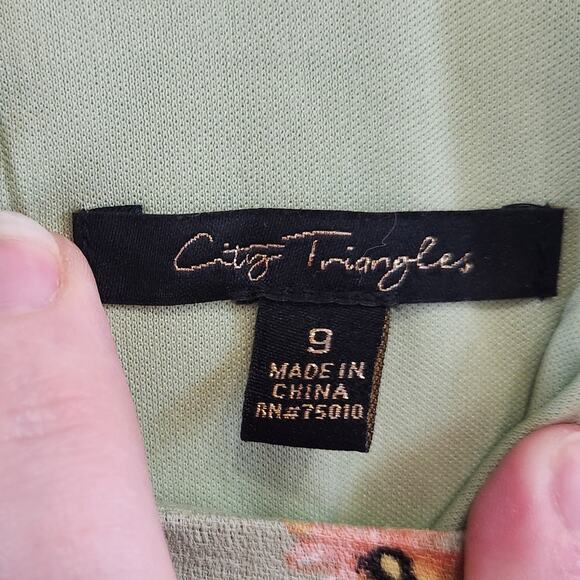 City Triangles
9
MADE IN
CHINA
RN#75010